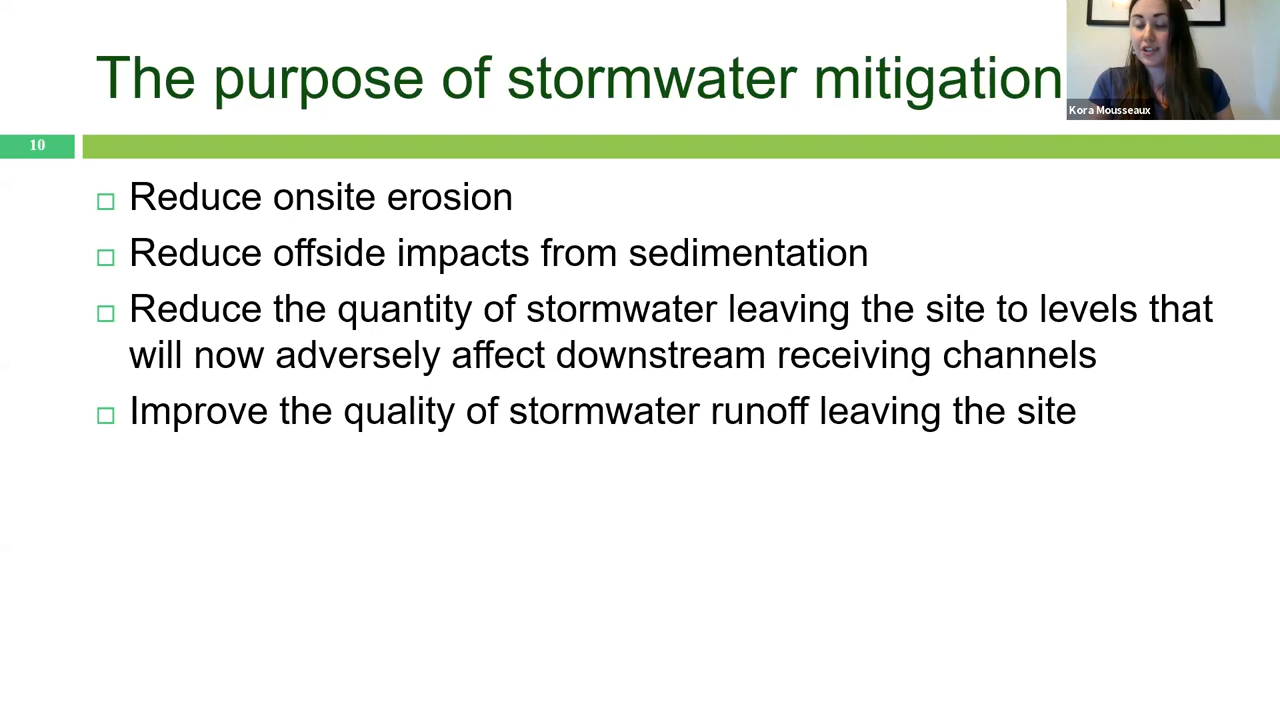 The purpose of stormwater mitigation
Kora Mousseaux
10
Reduce onsite erosion
Reduce offside impacts from sedimentation
Reduce the quantity of stormwater leaving the site to levels that
will now adversely affect downstream receiving channels
Improve the quality of stormwater runoff leaving the site